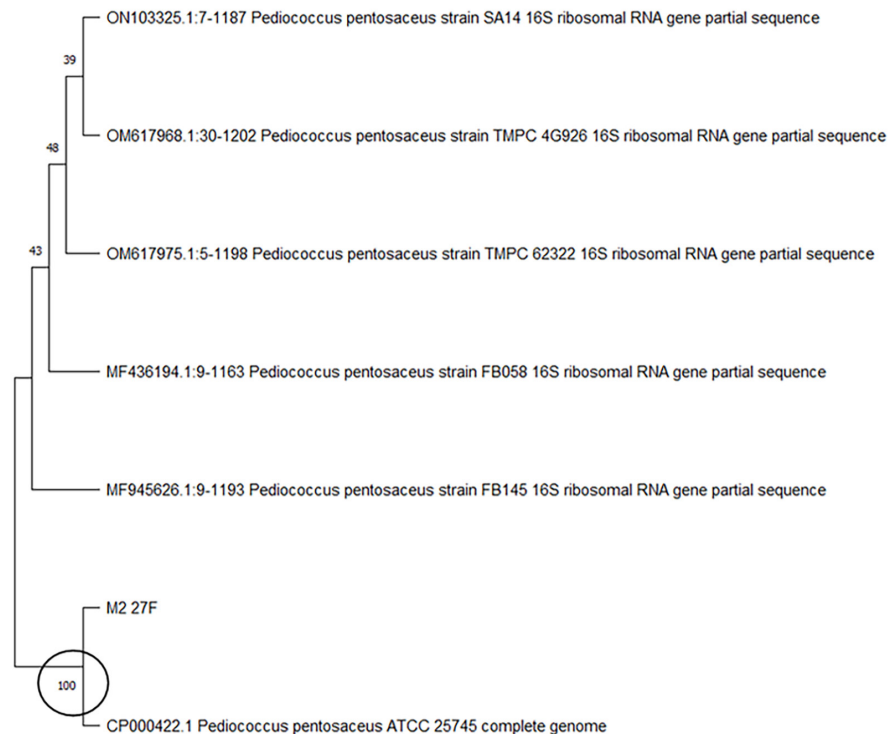 ON103325.1:7-1187 Pediococcus pentosaceus strain SA14 16S ribosomal RNA gene partial sequence
39
OM617968.1:30-1202 Pediococcus pentosaceus strain TMPC 4G926 16S ribosomal RNA gene partial sequence
48
OM617975.1:5-1198 Pediococcus pentosaceus strain TMPC 62322 16S ribosomal RNA gene partial sequence
43
MF436194.1:9-1163 Pediococcus pentosaceus strain FB058 16S ribosomal RNA gene partial sequence
MF945626.1:9-1193 Pediococcus pentosaceus strain FB145 16S ribosomal RNA gene partial sequence
M2 27F
100
CP000422.1 Pediococcus pentosaceus ATCC 25745 complete genome